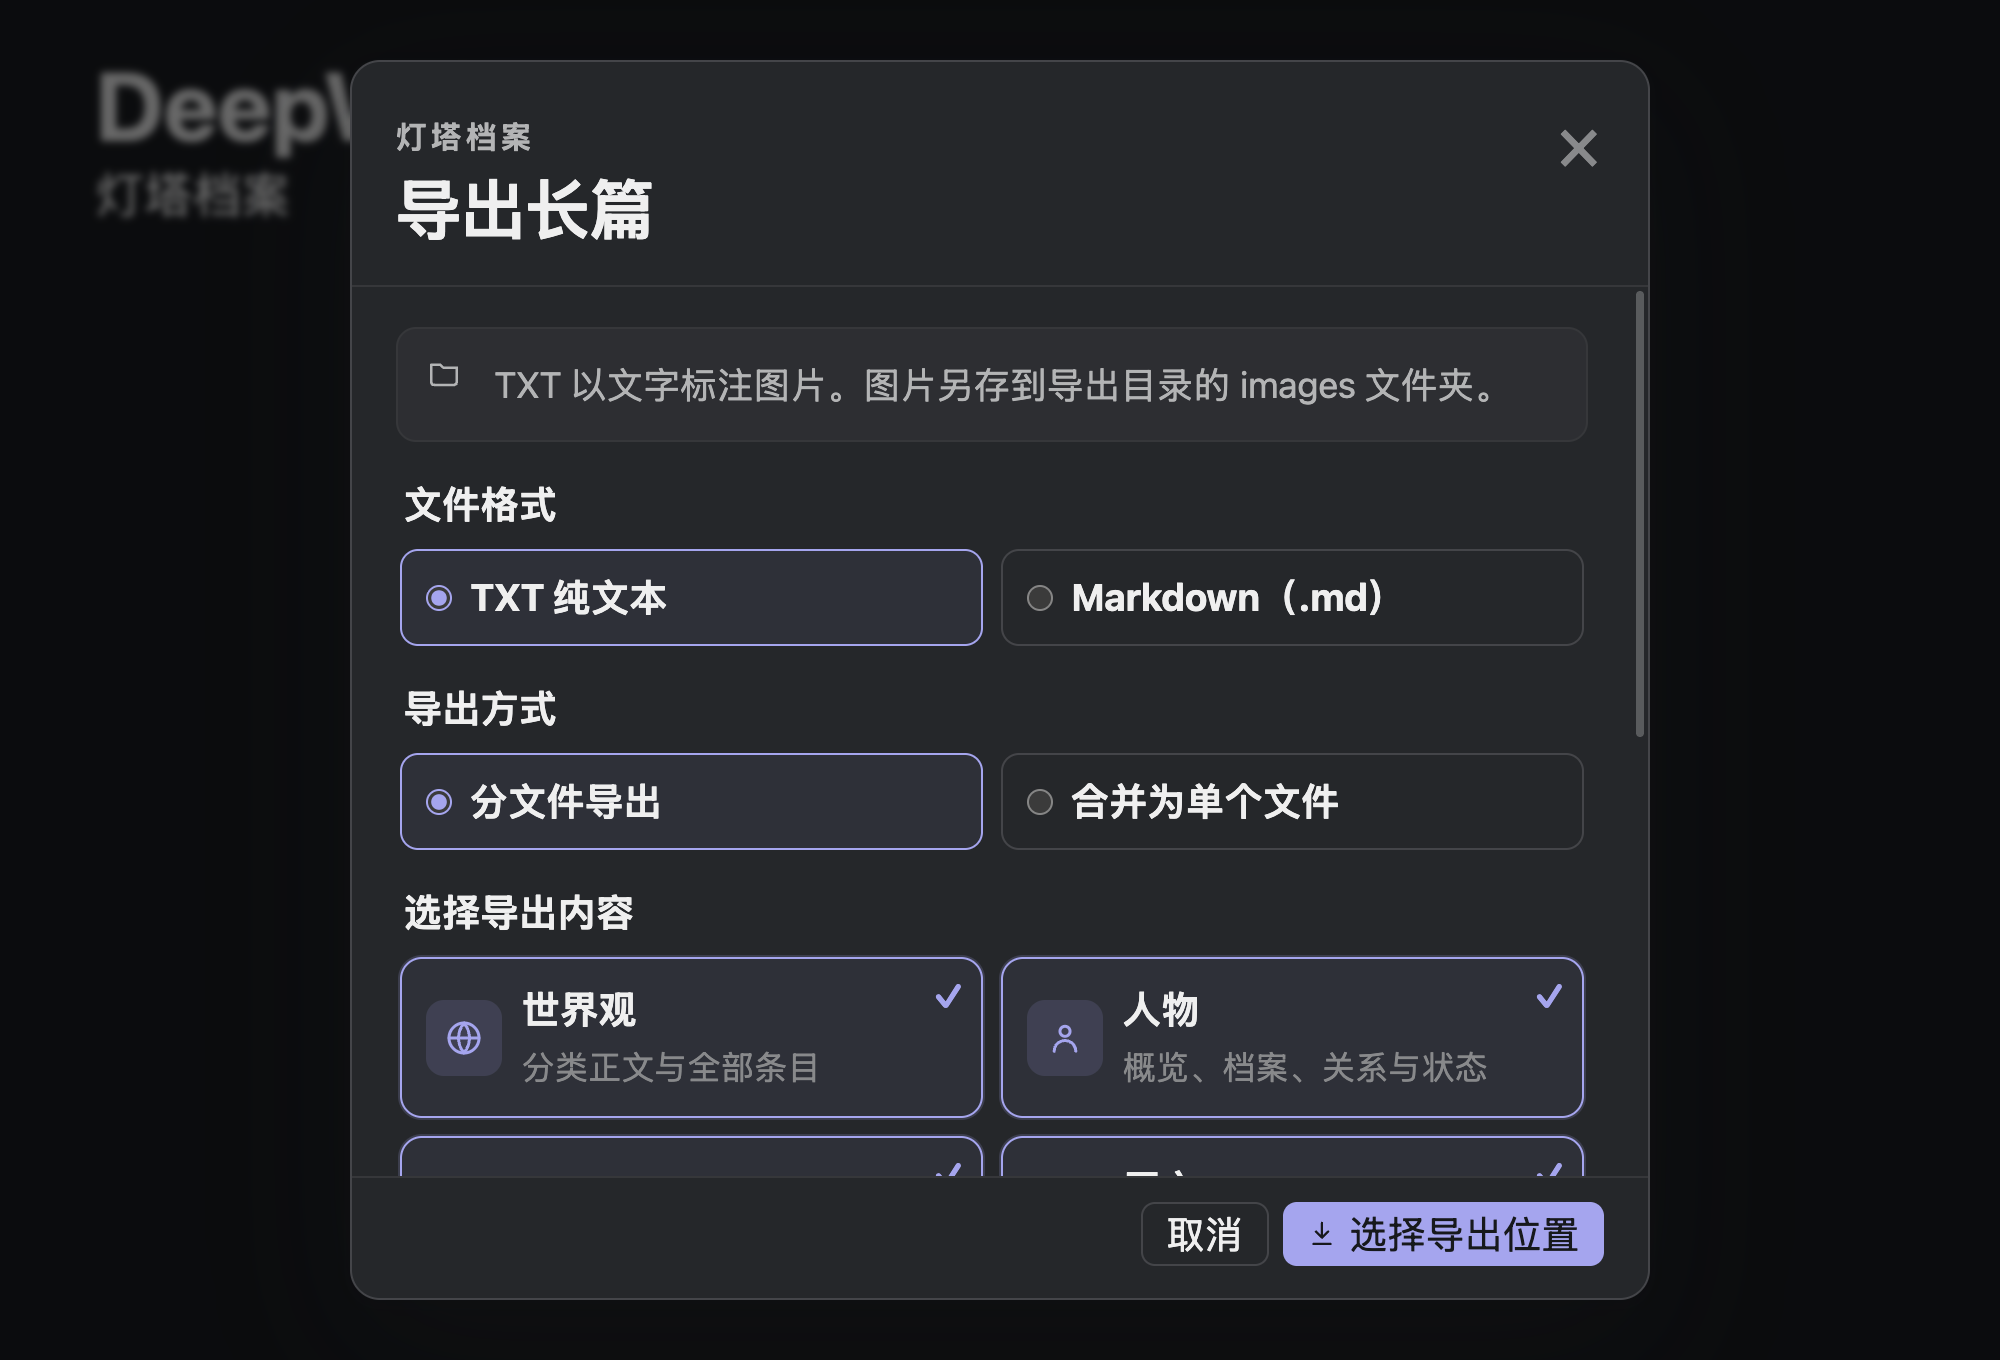 灯塔档案
灯塔档案
导出长篇
TXT 以文字标注图片。图片另存到导出目录的 images 文件夹。
文件格式
TXT 纯文本
Markdown（.md）
导出方式
分文件导出
合并为单个文件
选择导出内容
世界观
分类正文与全部条目
人物
概览、档案、关系与状态
取消
选择导出位置